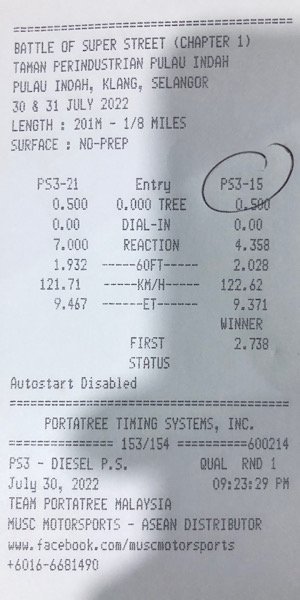 ========================================
BATTLE OF SUPER STREET (CHAPTER 1)
TAMAN PERINDUSTRIAN PULAU INDAH
PULAU INDAH, KLANG, SELANGOR
30 & 31 JULY 2022
LENGTH : 201M - 1/8 MILES
SURFACE : NO-PREP
PS3-21 Entry PS3-15
0.500 0.000 TREE 0.500
0.00 DIAL-IN 0.00
7.000 REACTION 4.358
1.932 -----60FT----- 2.028
121.71 -----KM/H----- 122.62
9.467 ------ET------ 9.371
WINNER
FIRST 2.738
STATUS
Autostart Disabled
========================================
PORTATREE TIMING SYSTEMS, INC.
=============== 153/154 ==========600214
PS3 - DIESEL P.S. QUAL RND 1
July 30, 2022 09:23:29 PM
TEAM PORTATREE MALAYSIA
MUSC MOTORSPORTS - ASEAN DISTRIBUTOR
www.facebook.com/muscmotorsports
+6016-6681490